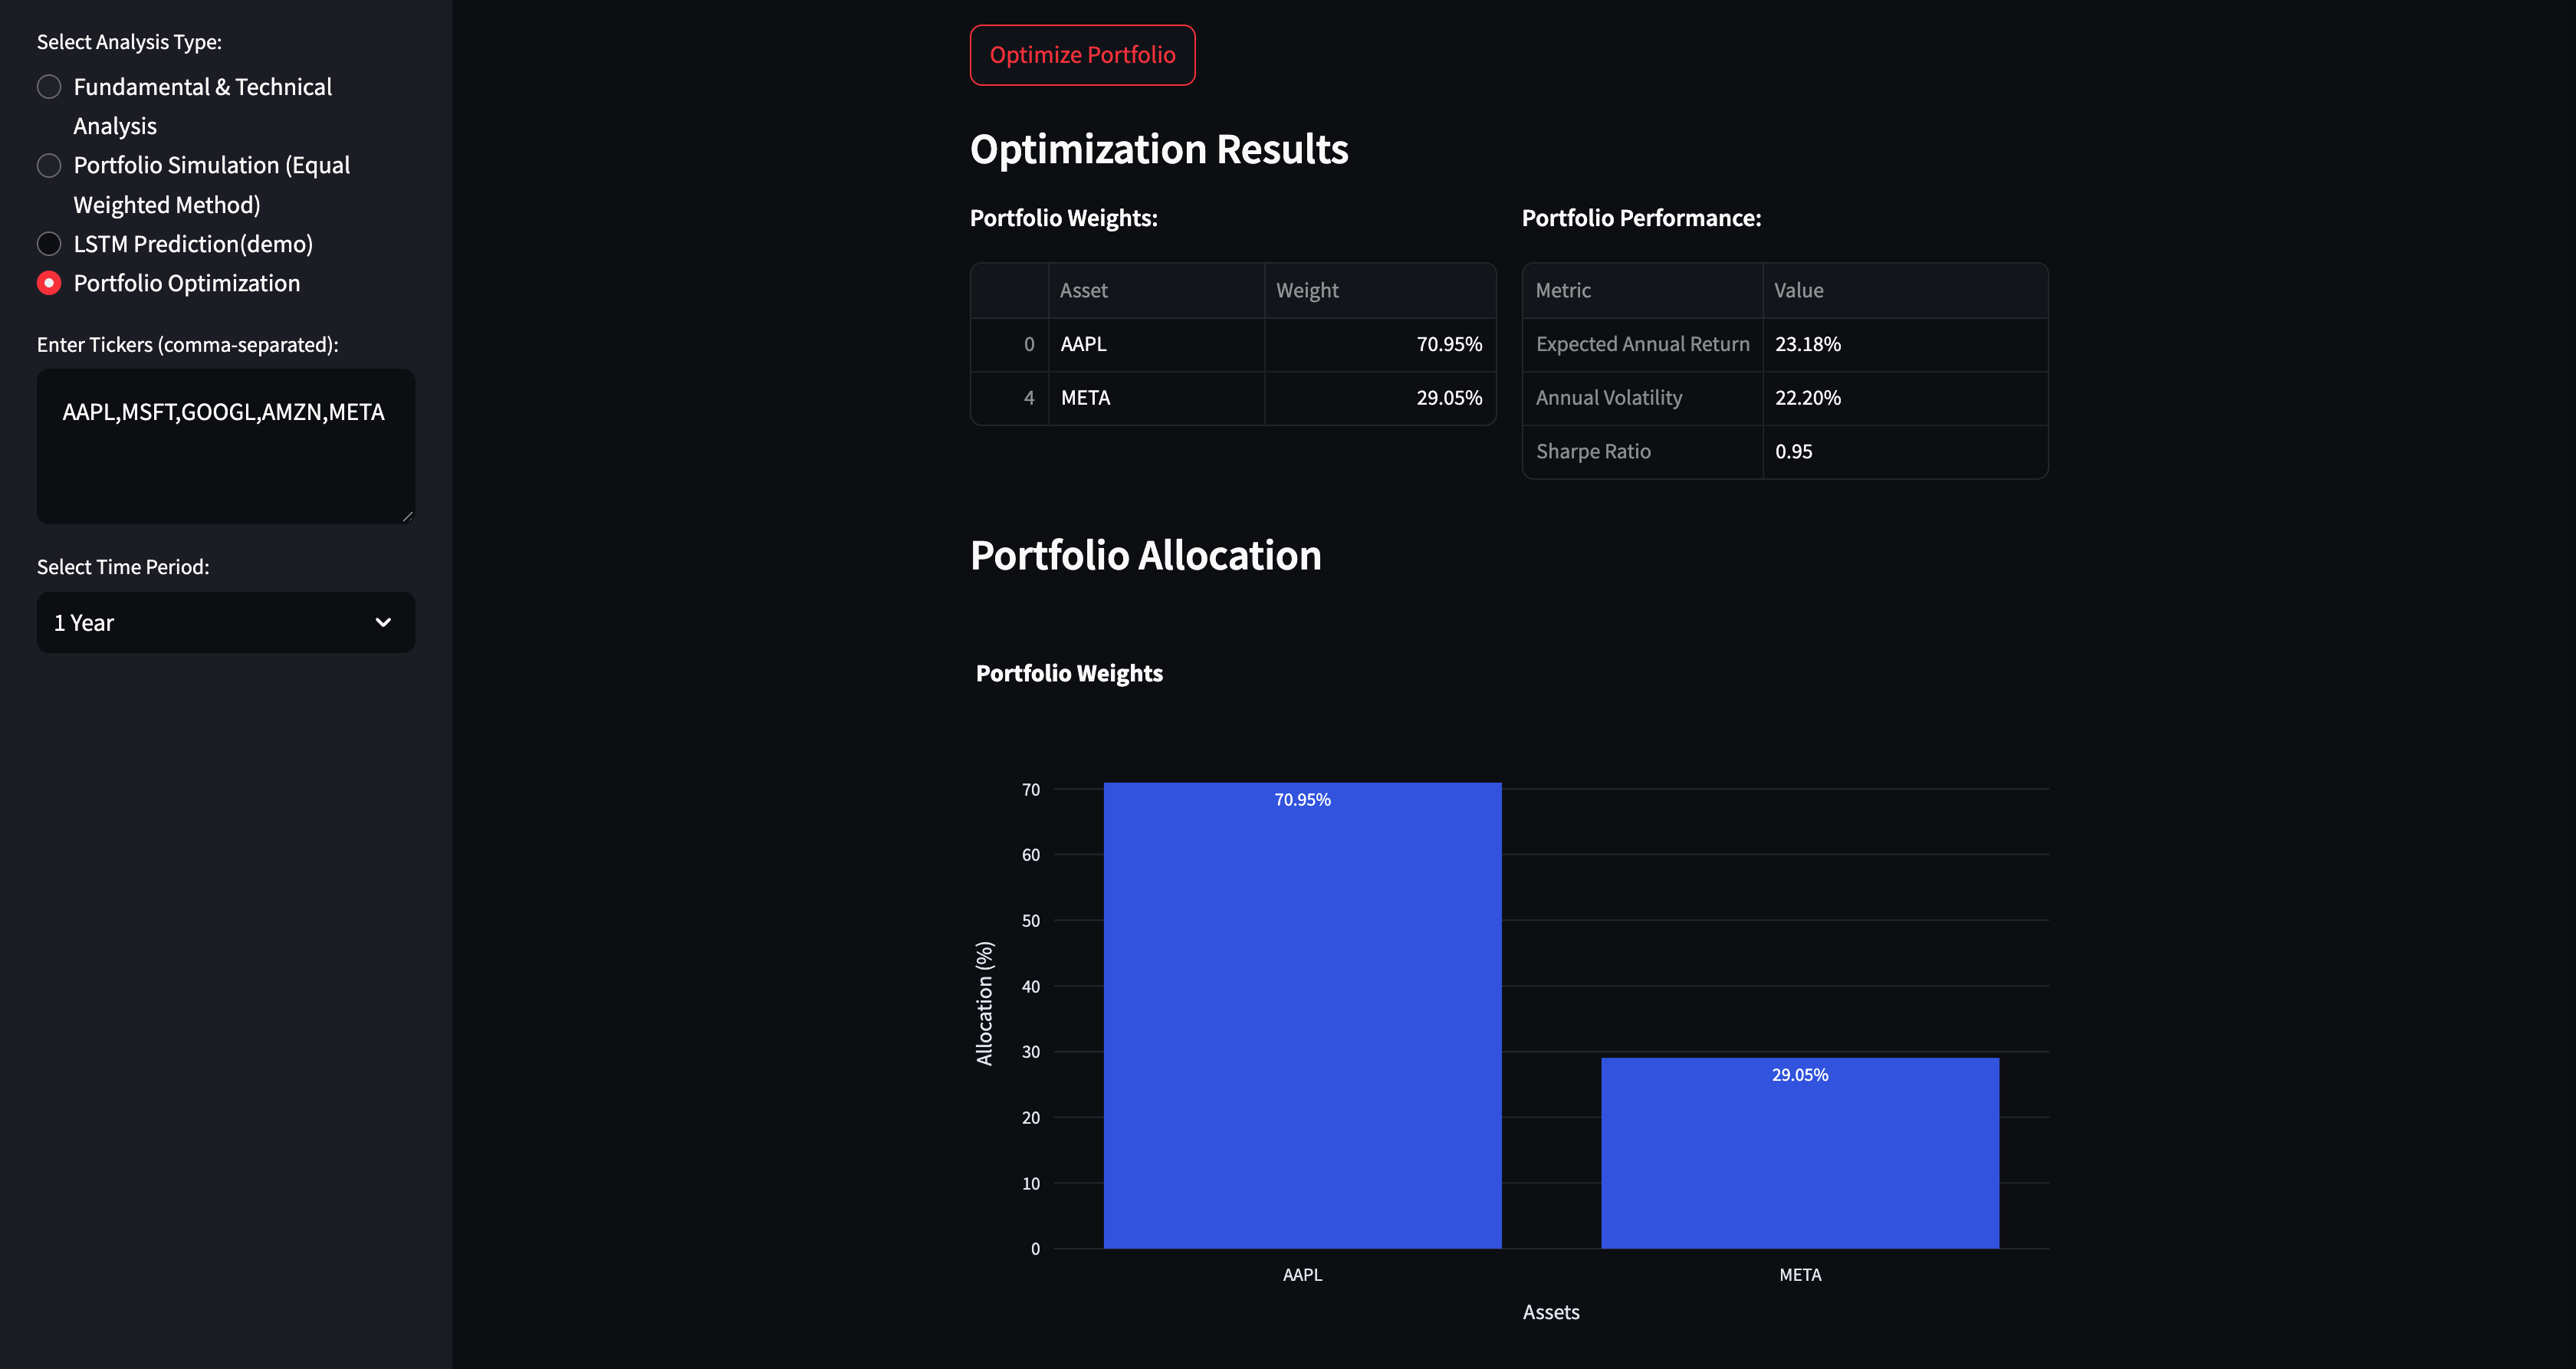 Select Analysis Type:
Fundamental & Technical
Analysis
Portfolio Simulation (Equal
Weighted Method)
LSTM Prediction(demo)
Portfolio Optimization
Enter Tickers (comma-separated):
AAPL,MSFT,GOOGL,AMZN,META
Select Time Period:
1 Year
Optimize Portfolio
Optimization Results
Portfolio Weights:
Asset Weight
0 AAPL 70.95%
4 META 29.05%
Portfolio Performance:
Metric Value
Expected Annual Return 23.18%
Annual Volatility 22.20%
Sharpe Ratio 0.95
Portfolio Allocation
Portfolio Weights
Allocation (%)
70
60
50
40
30
20
10
0
70.95%
29.05%
AAPL META
Assets